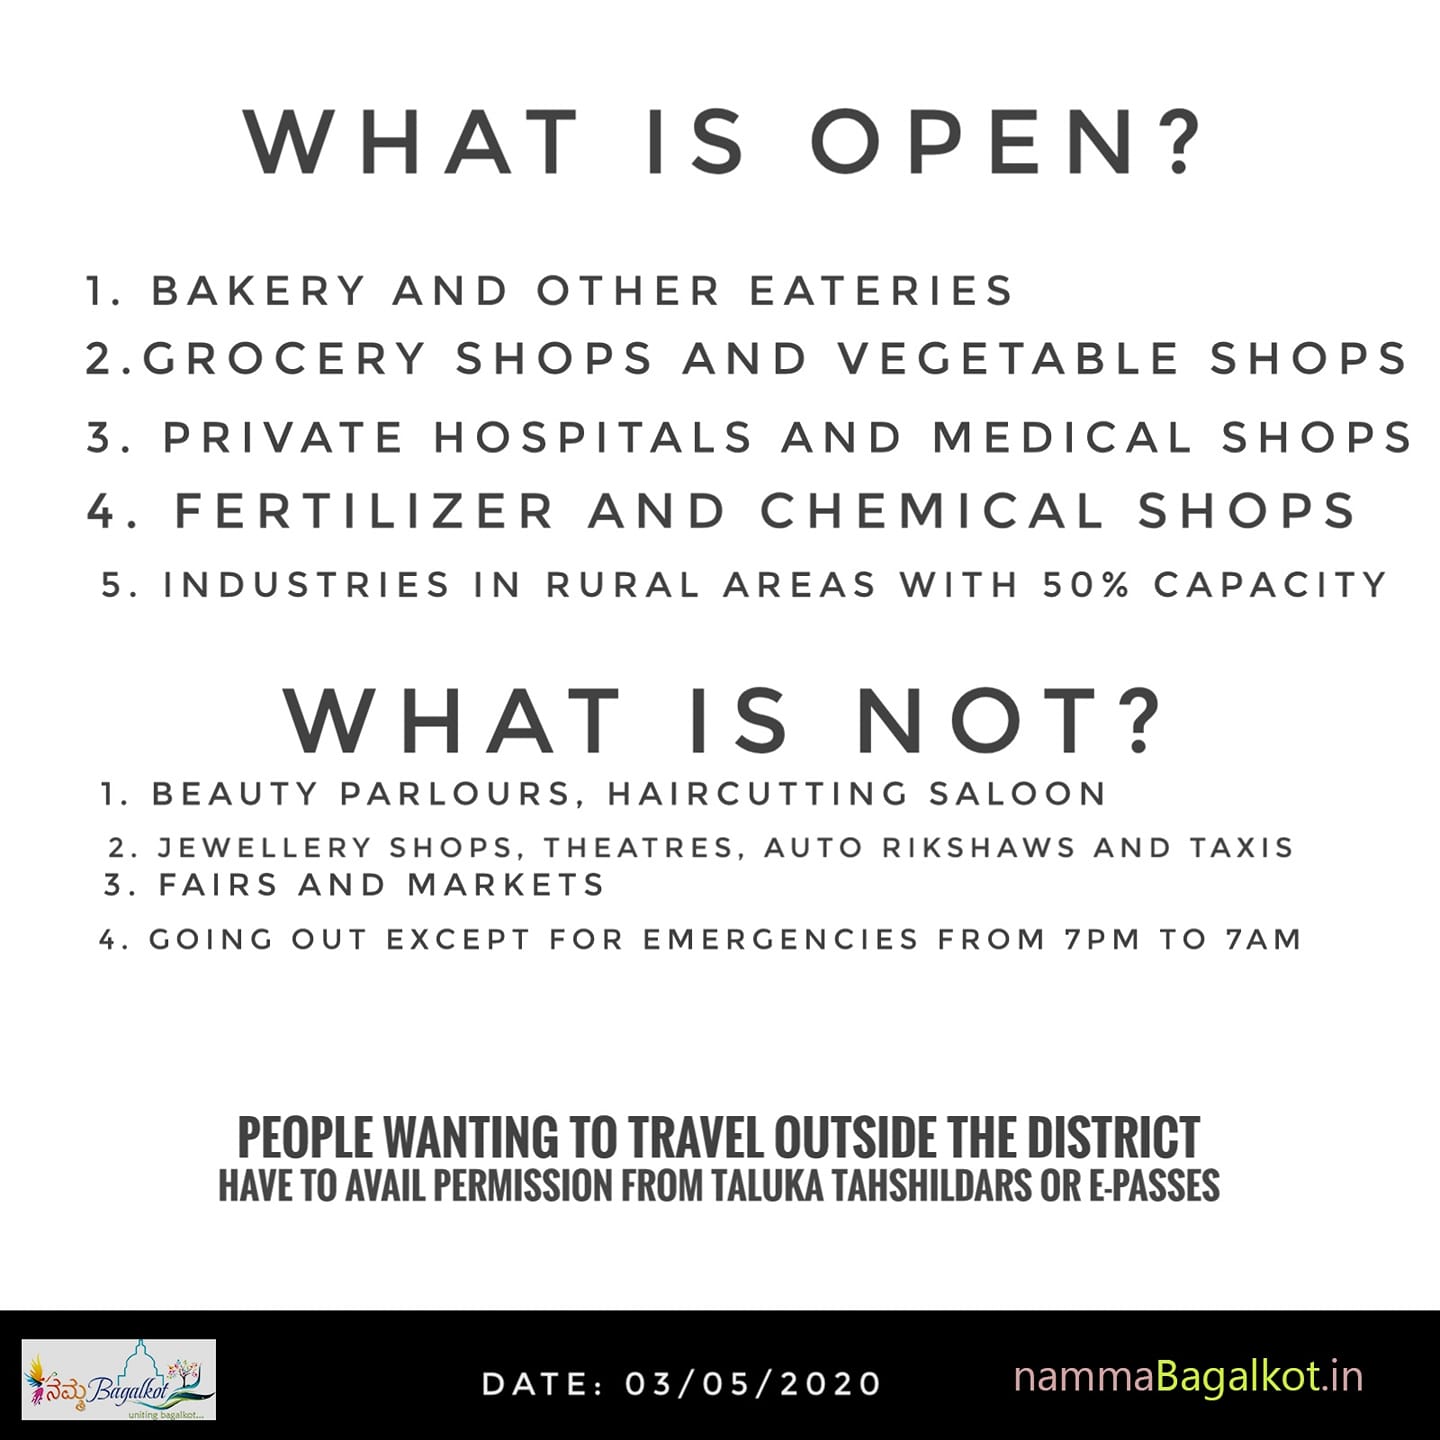 WHAT IS OPEN?
1. BAKERY AND OTHER EATERIES
2.GROCERY SHOPS AND VEGETABLE SHOPS
3. PRIVATE HOSPITALS AND MEDICAL SHOPS
4. FERTILIZER AND CHEMICAL SHOPS
5. INDUSTRIES IN RURAL AREAS WITH 50% CAPACITY
WHAT IS NOT?
1. BEAUTY PARLOURS, HAIRCUTTING SALOON
2. JEWELLERY SHOPS, THEATRES, AUTO RIKSHAWS AND TAXIS
3. FAIRS AND MARKETS
4. GOING OUT EXCEPT FOR EMERGENCIES FROM 7PM TO 7AM
PEOPLE WANTING TO TRAVEL OUTSIDE THE DISTRICT
HAVE TO AVAIL PERMISSION FROM TALUKA TAHSHILDARS OR E-PASSES
ನಮ್ಮ Bagalkot
uniting bagalkot...
DATE: 03/05/2020
nammaBagalkot.in